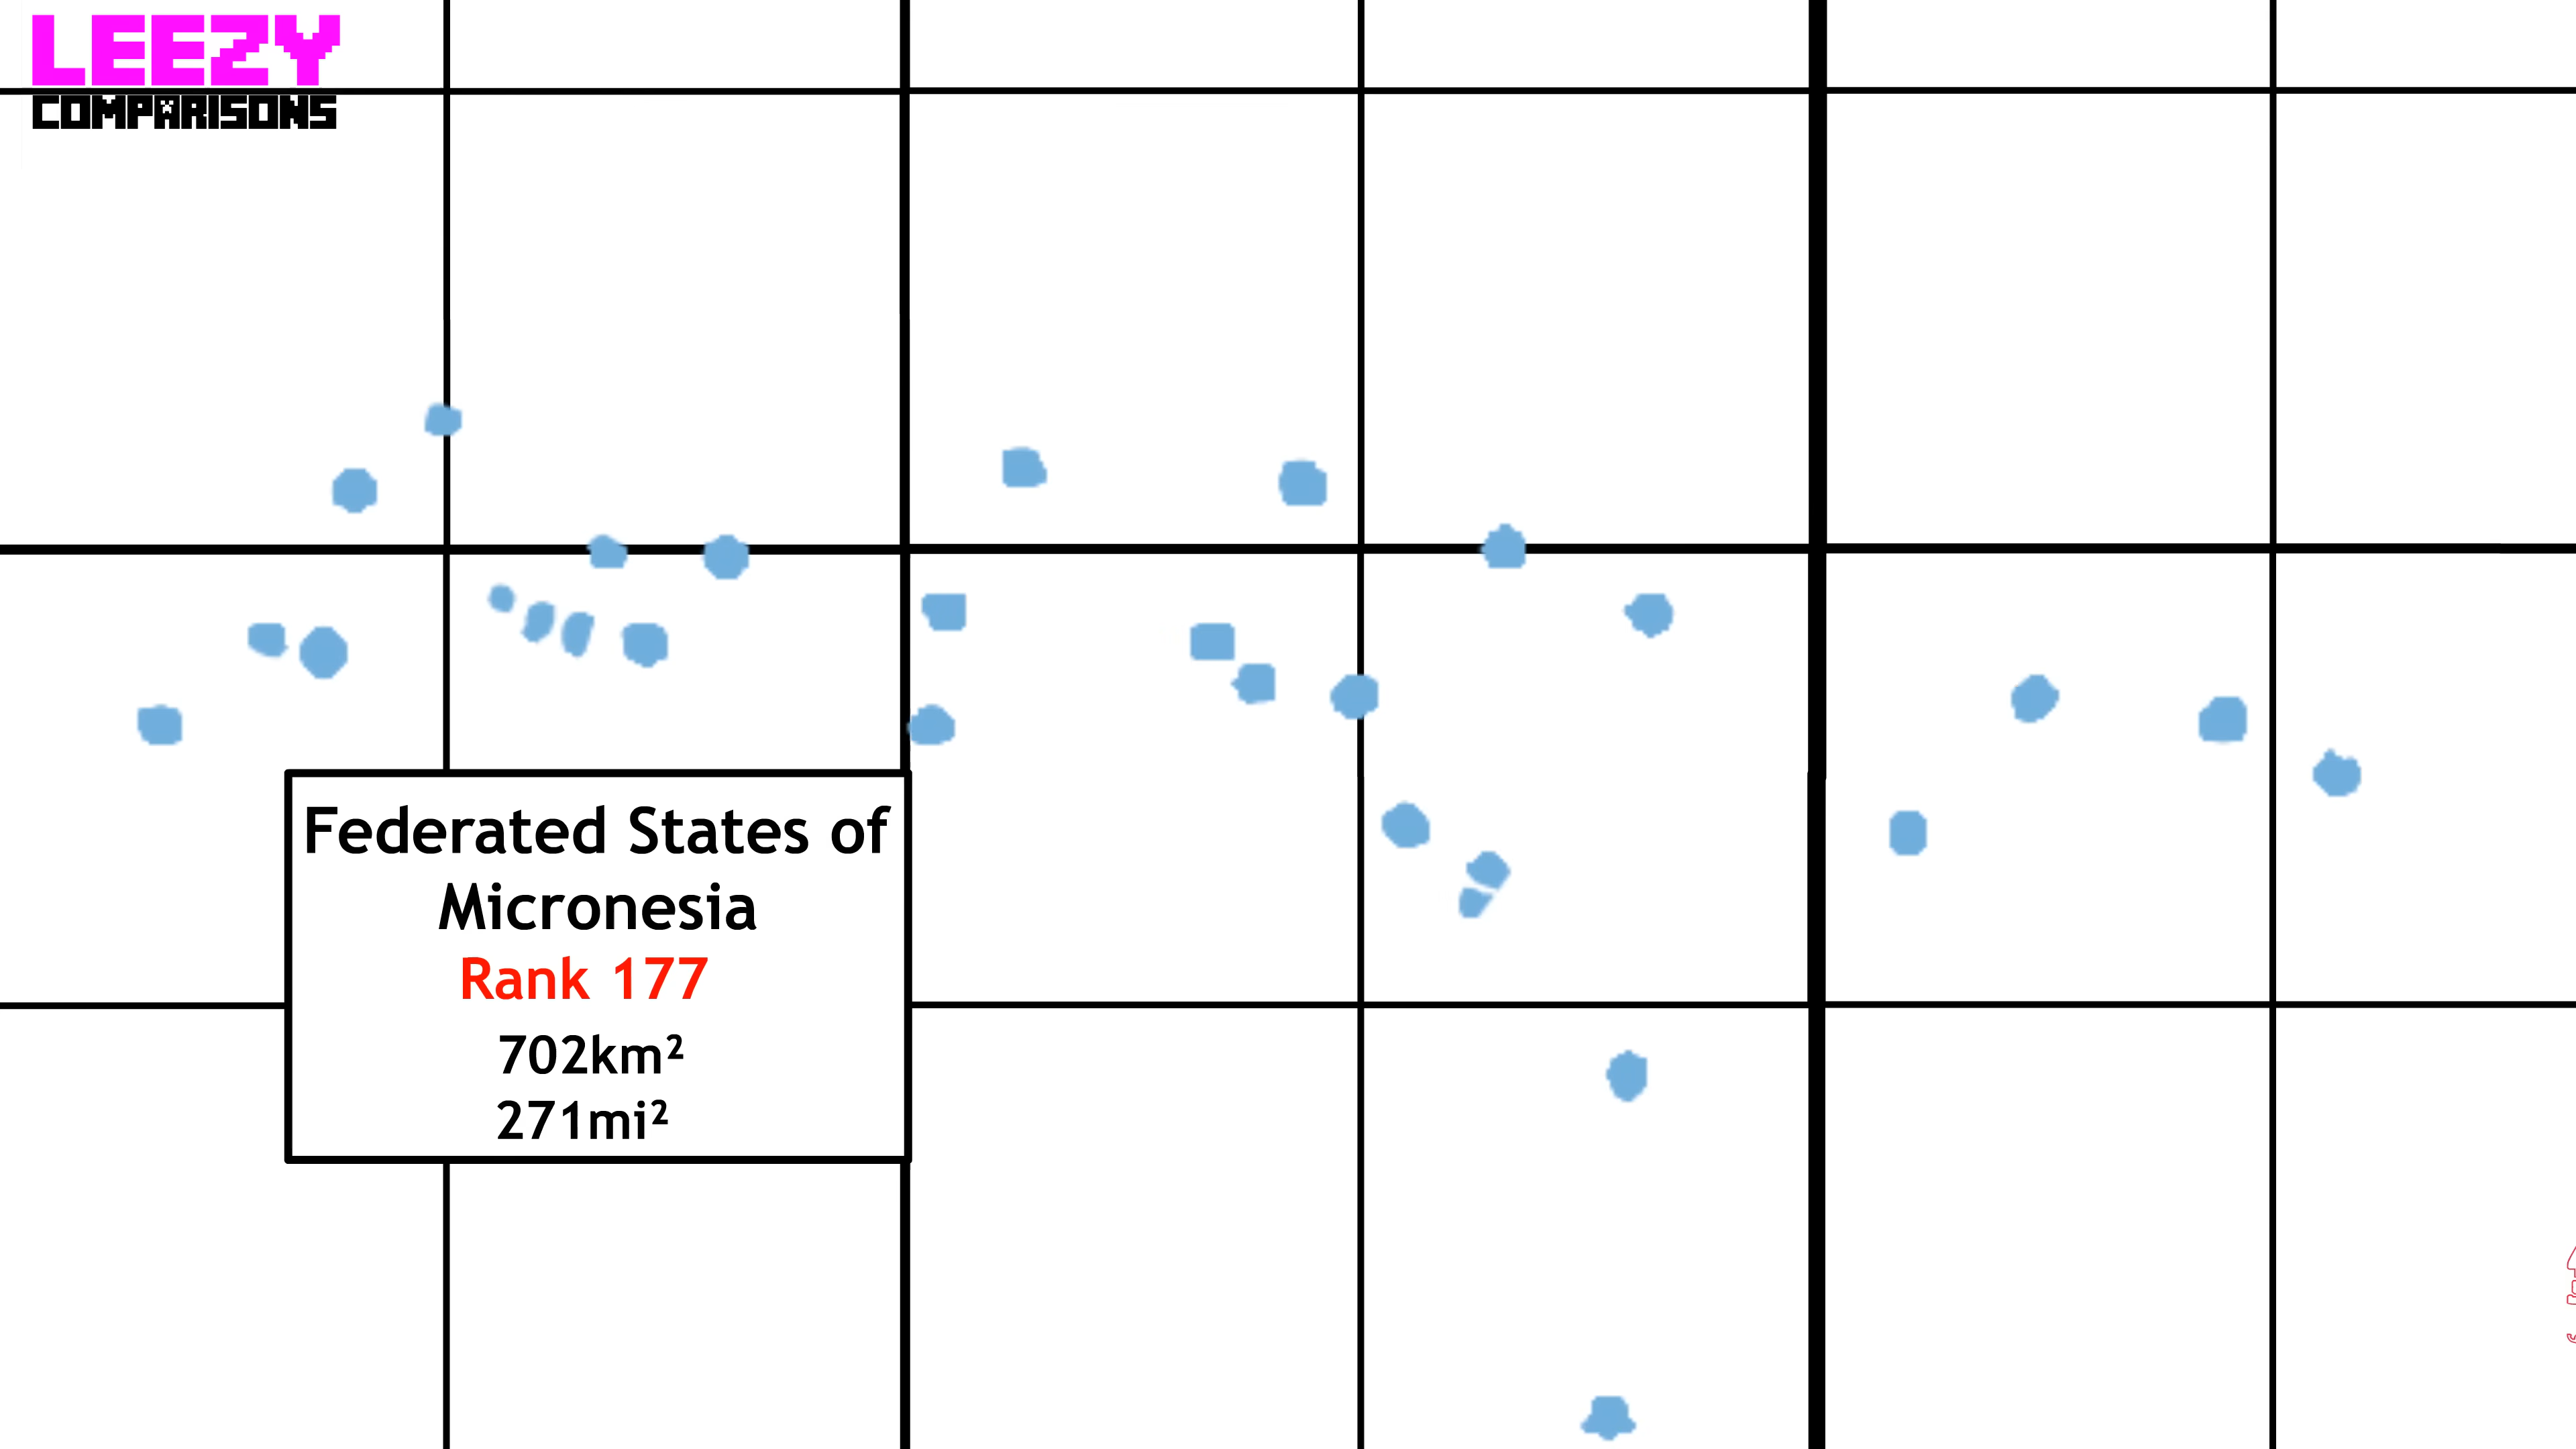 LEEZY
COMPARISONS
Federated States of
Micronesia
Rank 177
702km²
271mi²